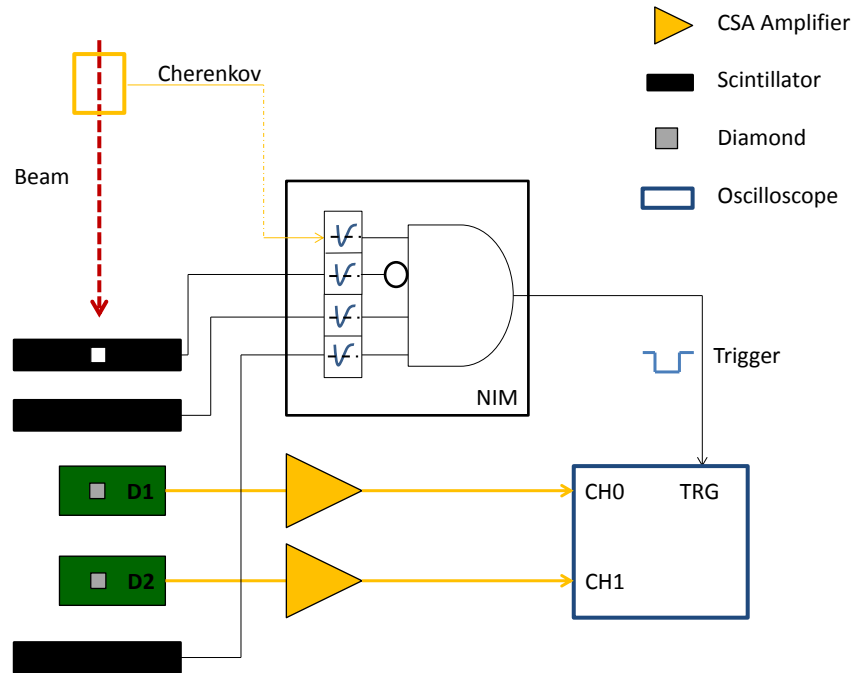 CSA Amplifier
Cherenkov
Scintillator
Diamond
Beam
Oscilloscope
Trigger
NIM
D1
CH0
TRG
D2
CH1